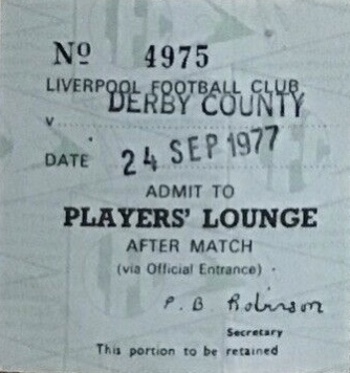 Nº 4975
LIVERPOOL FOOTBALL CLUB
DERBY COUNTY
v
DATE 24 SEP 1977
ADMIT TO
PLAYERS' LOUNGE
AFTER MATCH
(via Official Entrance)
P. B. Robinson
Secretary
This portion to be retained